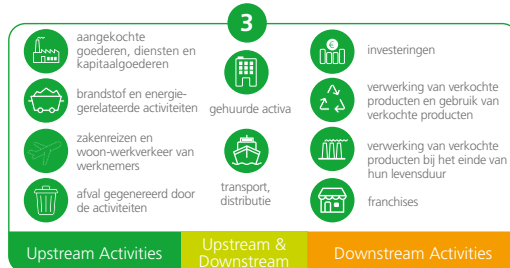 3
aangekochte
goederen, diensten en
kapitaalgoederen
brandstof en energie-
gerelateerde activiteiten
zakenreizen en
woon-werkverkeer van
werknemers
afval gegenereerd door
de activiteiten
gehuurde activa
transport,
distributie
€
investeringen
verwerking van verkochte
producten en gebruik van
verkochte producten
verwerking van verkochte
producten bij het einde van
hun levensduur
franchises
Upstream Activities
Upstream &
Downstream
Downstream Activities